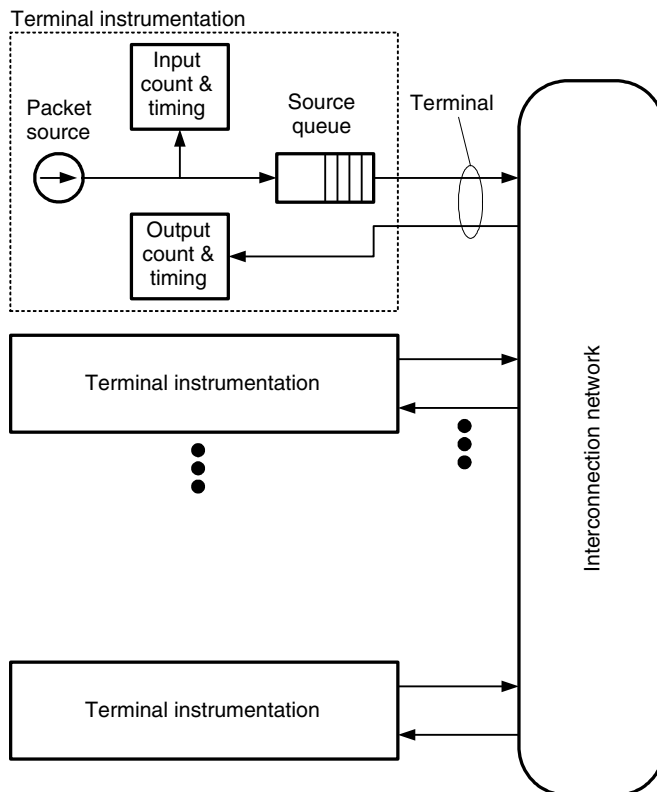 Terminal instrumentation
Input
count &
timing
Packet
source
Source
queue
Terminal
Output
count &
timing
Terminal instrumentation
Interconnection network
Terminal instrumentation